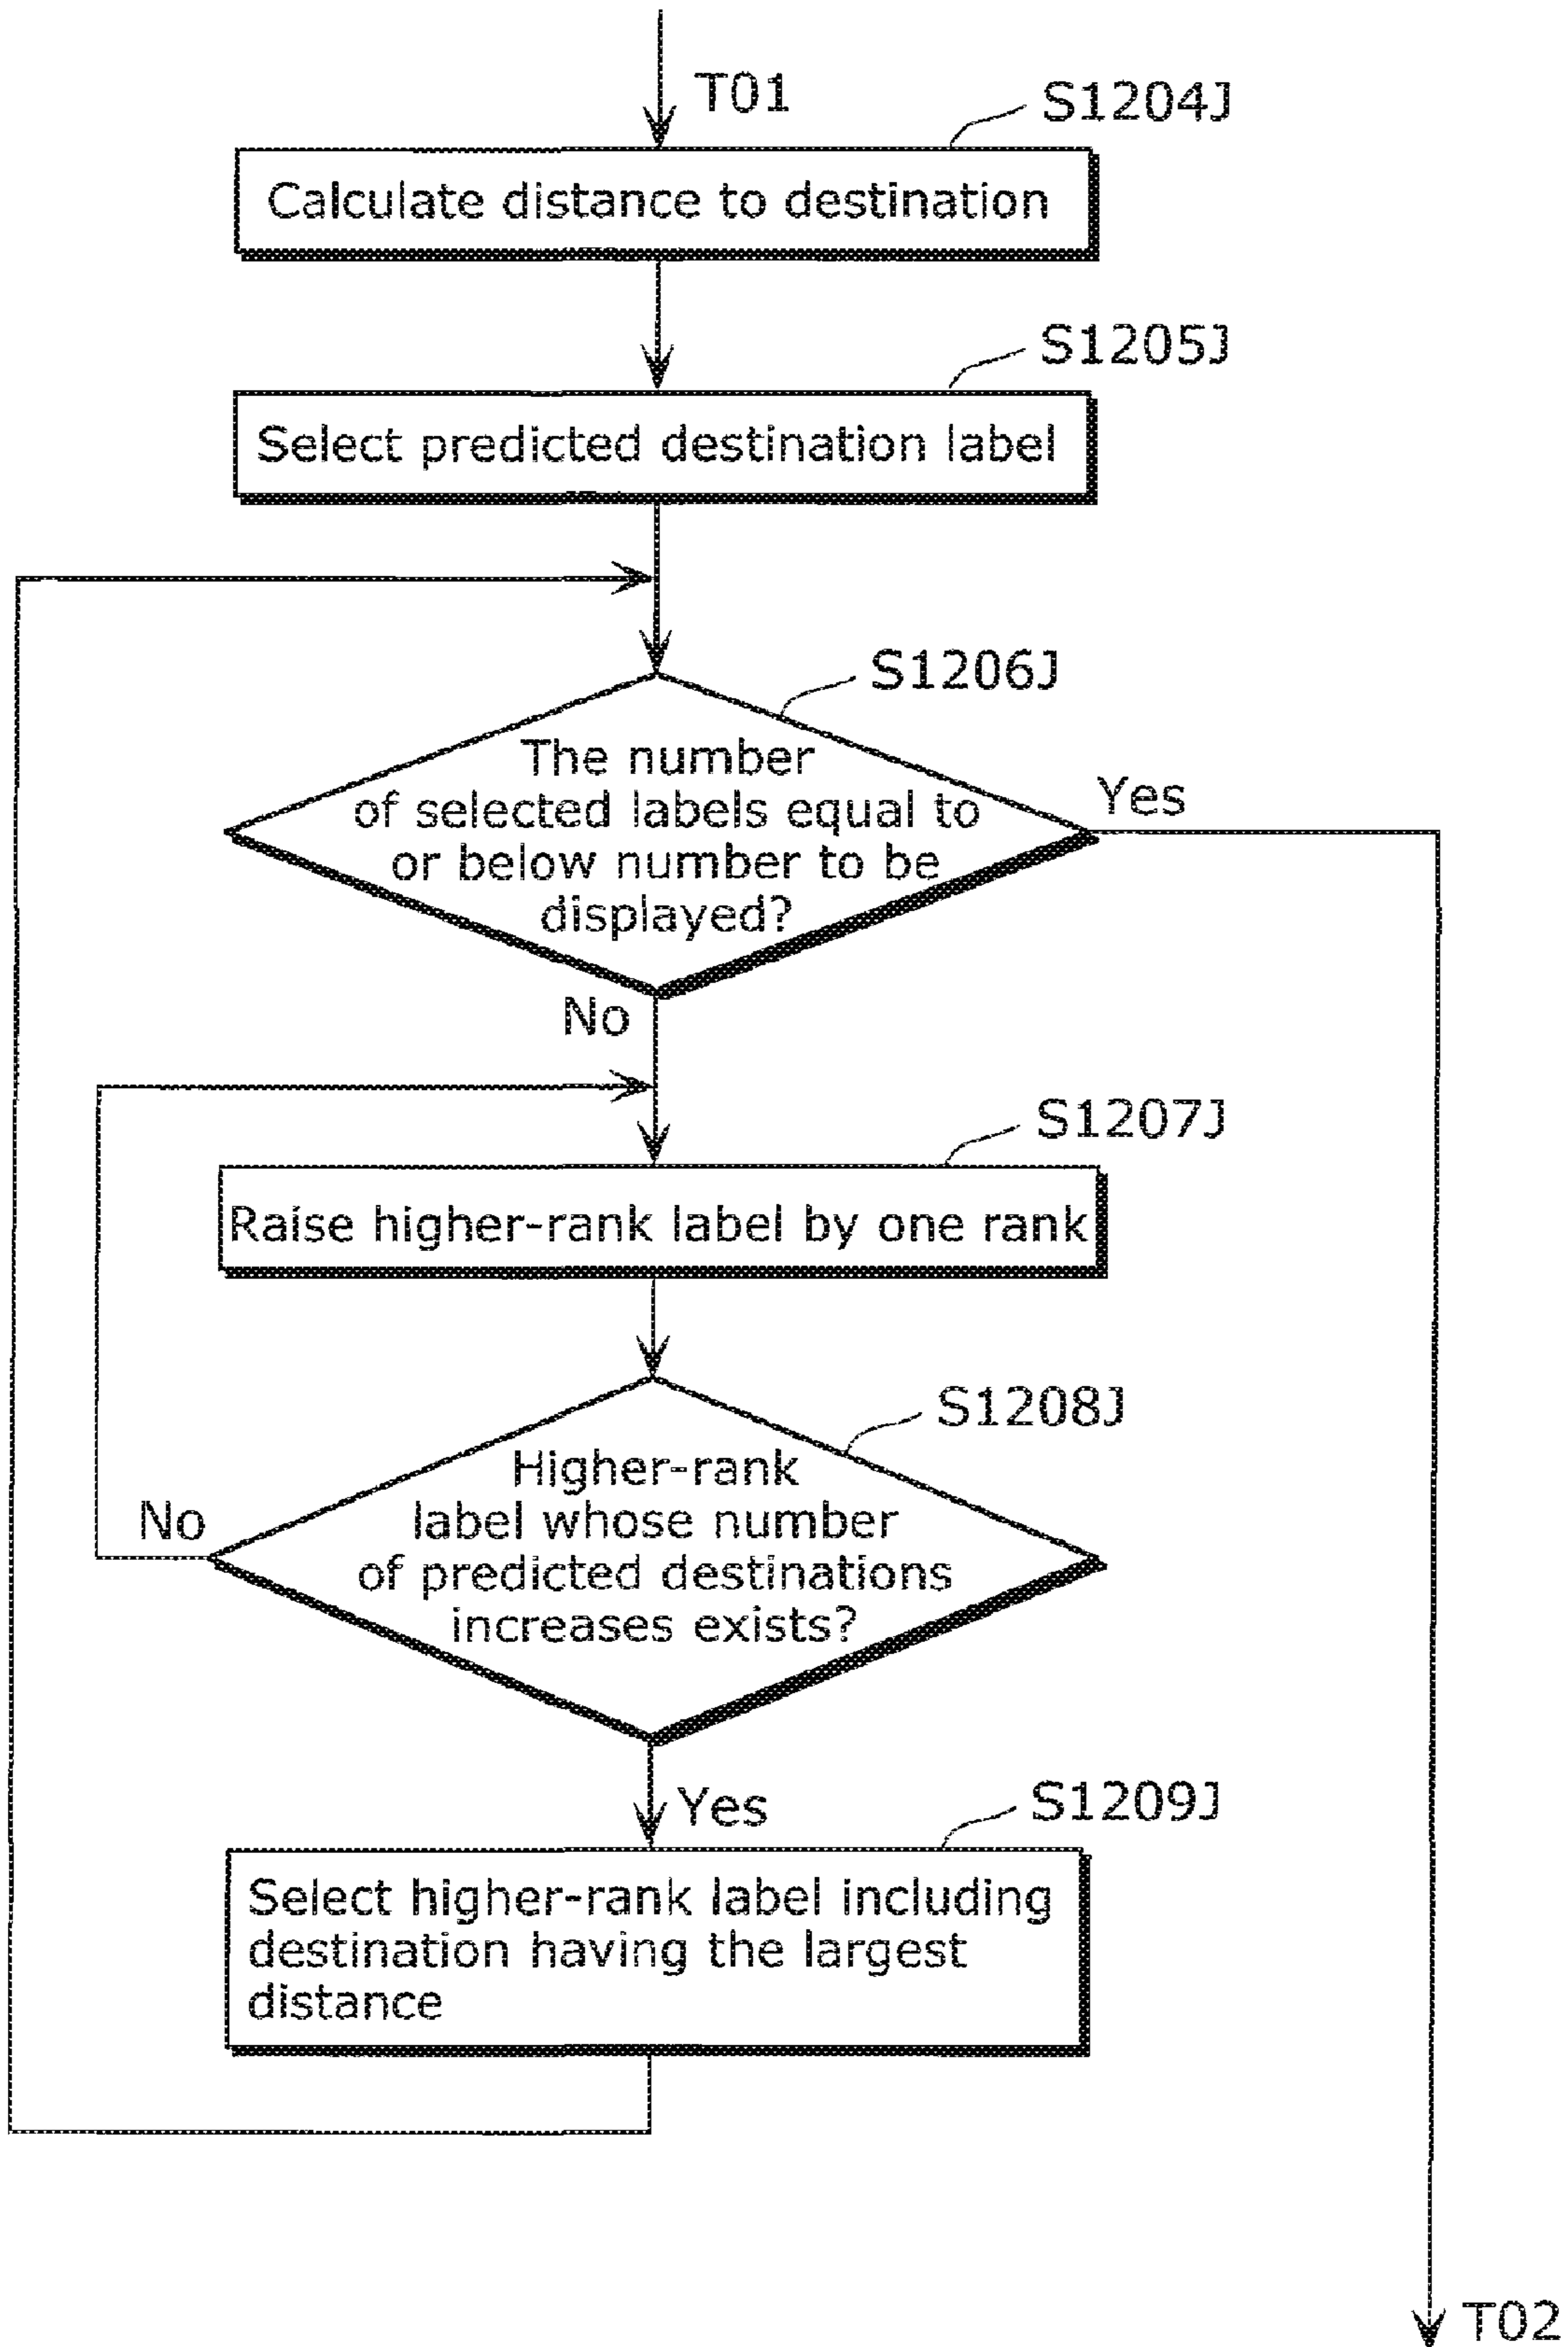 T01
S1204J
Calculate distance to destination
S1205J
Select predicted destination label
S1206J
The number
of selected labels equal to
or below number to be
displayed?
Yes
No
S1207J
Raise higher-rank label by one rank
S1208J
Higher-rank
label whose number
of predicted destinations
increases exists?
No
Yes
S1209J
Select higher-rank label including
destination having the largest
distance
T02